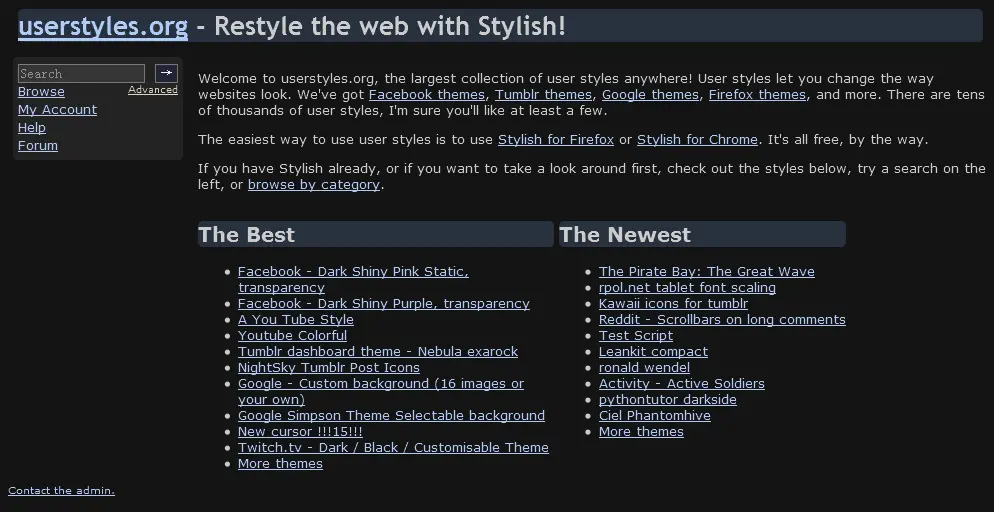 userstyles.org - Restyle the web with Stylish!
Search →
Browse Advanced
My Account
Help
Forum
Welcome to userstyles.org, the largest collection of user styles anywhere! User styles let you change the way
websites look. We've got Facebook themes, Tumblr themes, Google themes, Firefox themes, and more. There are tens
of thousands of user styles, I'm sure you'll like at least a few.
The easiest way to use user styles is to use Stylish for Firefox or Stylish for Chrome. It's all free, by the way.
If you have Stylish already, or if you want to take a look around first, check out the styles below, try a search on the
left, or browse by category.
The Best
• Facebook - Dark Shiny Pink Static,
transparency
• Facebook - Dark Shiny Purple, transparency
• A You Tube Style
• Youtube Colorful
• Tumblr dashboard theme - Nebula exarock
• NightSky Tumblr Post Icons
• Google - Custom background (16 images or
your own)
• Google Simpson Theme Selectable background
• New cursor !!!15!!!
• Twitch.tv - Dark / Black / Customisable Theme
• More themes
The Newest
• The Pirate Bay: The Great Wave
• rpol.net tablet font scaling
• Kawaii icons for tumblr
• Reddit - Scrollbars on long comments
• Test Script
• Leankit compact
• ronald wendel
• Activity - Active Soldiers
• pythontutor darkside
• Ciel Phantomhive
• More themes
Contact the admin.